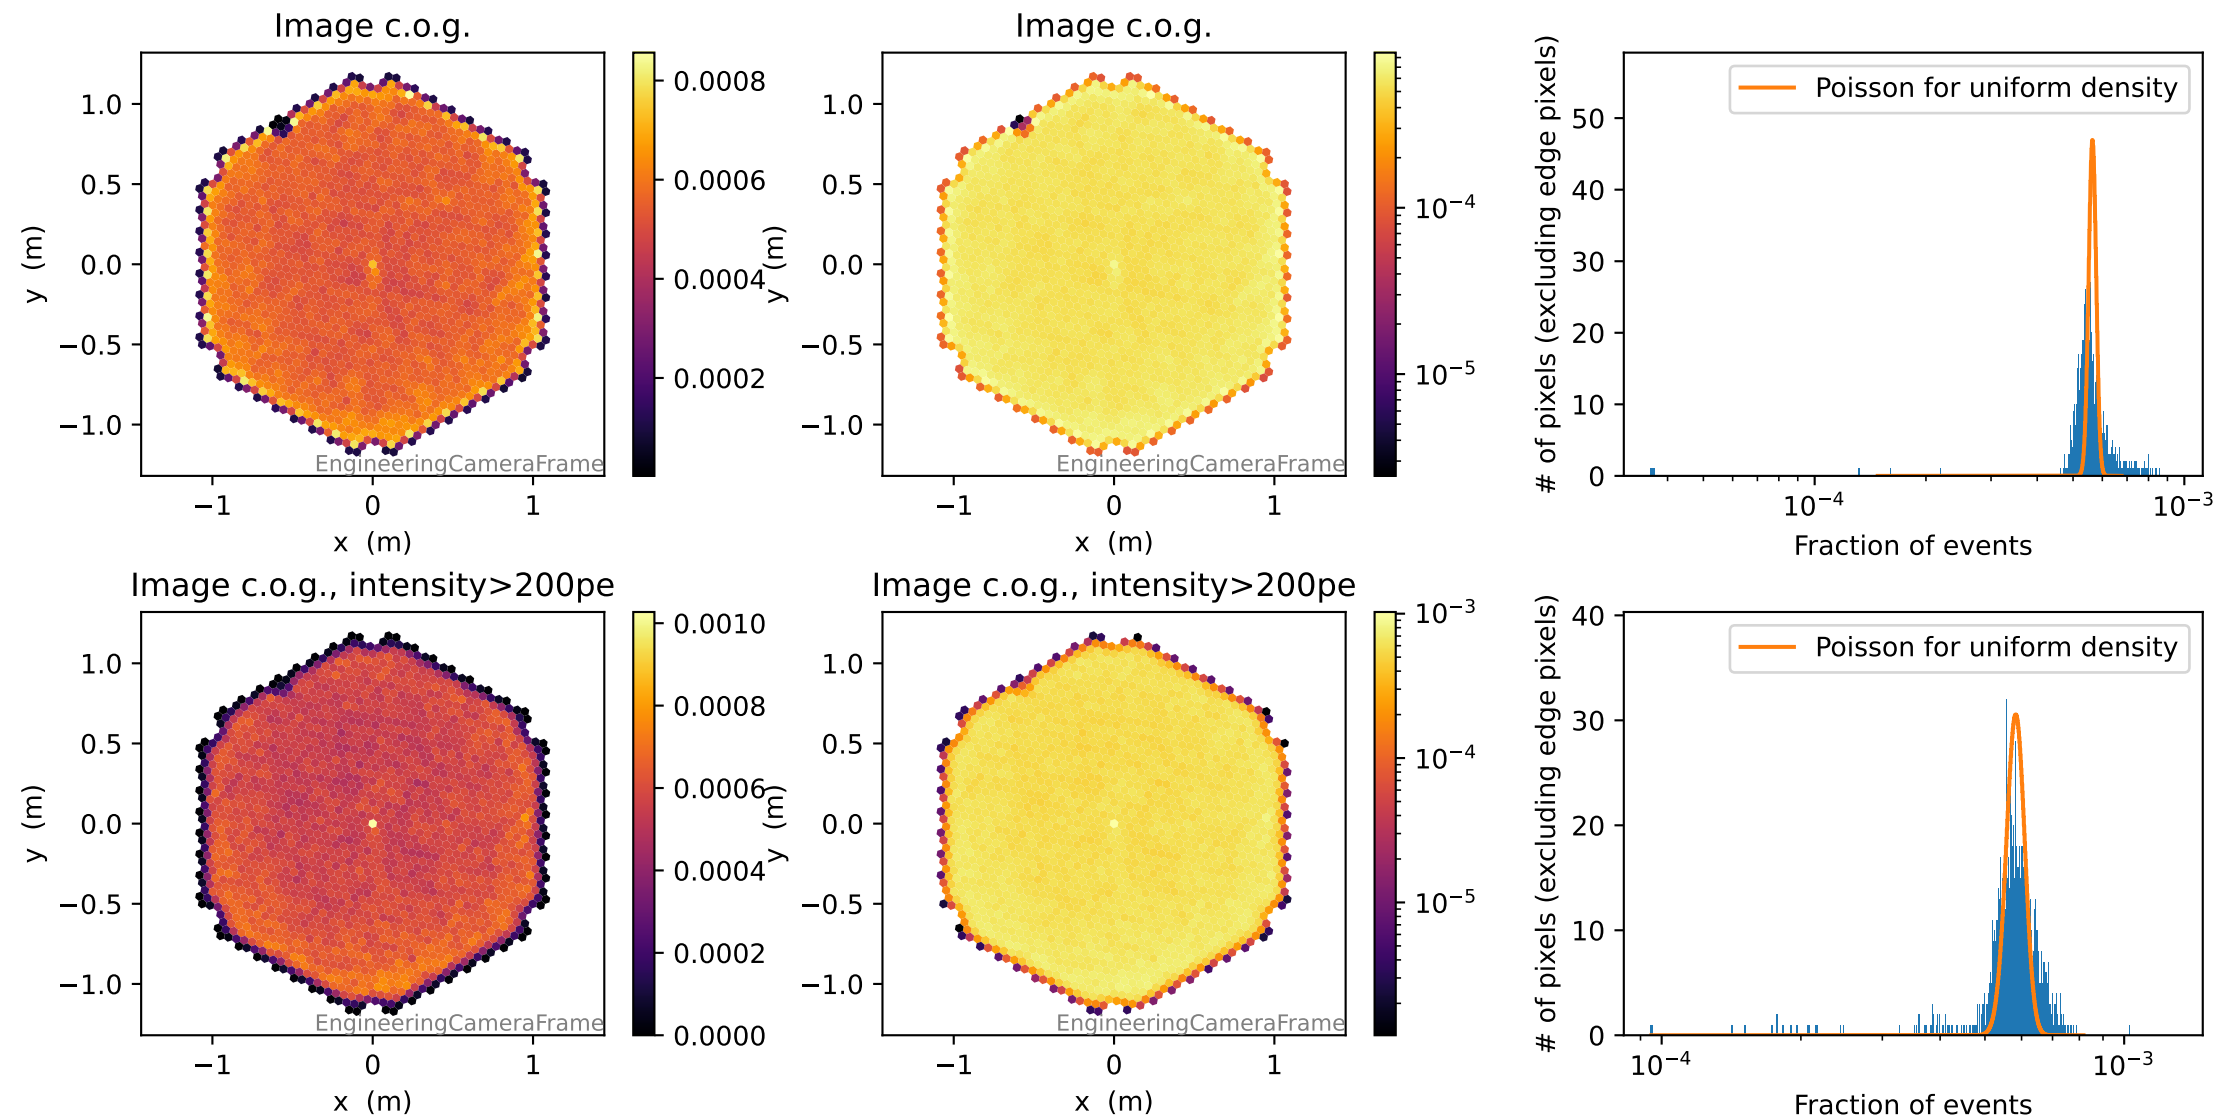 Image c.o.g.
y (m)
1.0
0.5
0.0
−0.5
−1.0
−1 0 1
x (m)
EngineeringCameraFrame
0.0008
0.0006
0.0004
0.0002
Image c.o.g.
y (m)
1.0
0.5
0.0
−0.5
−1.0
−1 0 1
x (m)
EngineeringCameraFrame
10⁻⁴
10⁻⁵
# of pixels (excluding edge pixels)
50
40
30
20
10
0
Poisson for uniform density
10⁻⁴ 10⁻³
Fraction of events
Image c.o.g., intensity>200pe
y (m)
1.0
0.5
0.0
−0.5
−1.0
−1 0 1
x (m)
EngineeringCameraFrame
0.0010
0.0008
0.0006
0.0004
0.0002
0.0000
Image c.o.g., intensity>200pe
y (m)
1.0
0.5
0.0
−0.5
−1.0
−1 0 1
x (m)
EngineeringCameraFrame
10⁻³
10⁻⁴
10⁻⁵
# of pixels (excluding edge pixels)
40
30
20
10
0
Poisson for uniform density
10⁻⁴ 10⁻³
Fraction of events